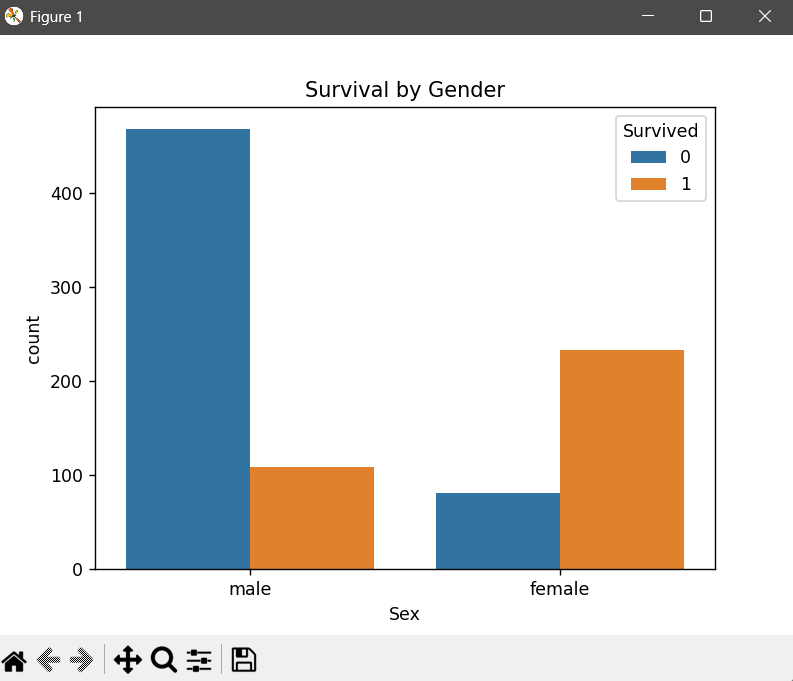 Figure 1
Survival by Gender
Survived
0
1
400
300
200
100
0
count
male female
Sex